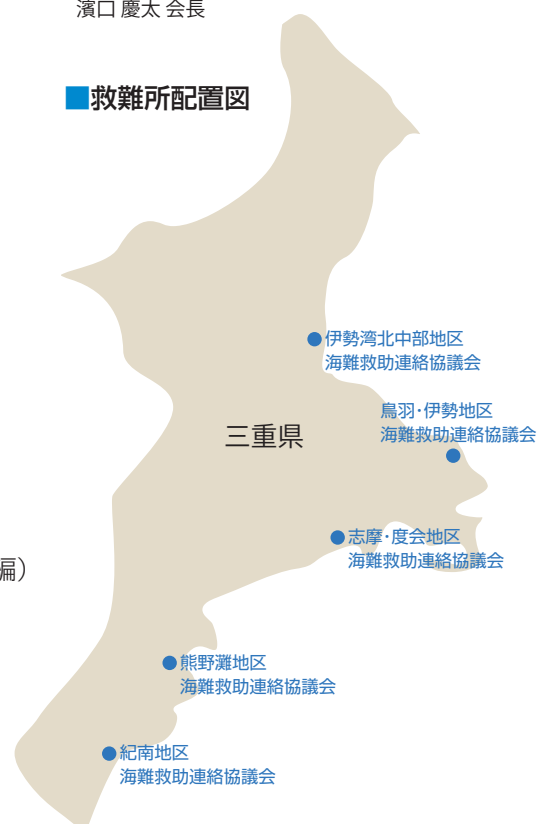 濱口 慶太 会長
■救難所配置図
伊勢湾北中部地区
海難救助連絡協議会
鳥羽・伊勢地区
海難救助連絡協議会
三重県
志摩・度会地区
海難救助連絡協議会
編）
熊野灘地区
海難救助連絡協議会
紀南地区
海難救助連絡協議会